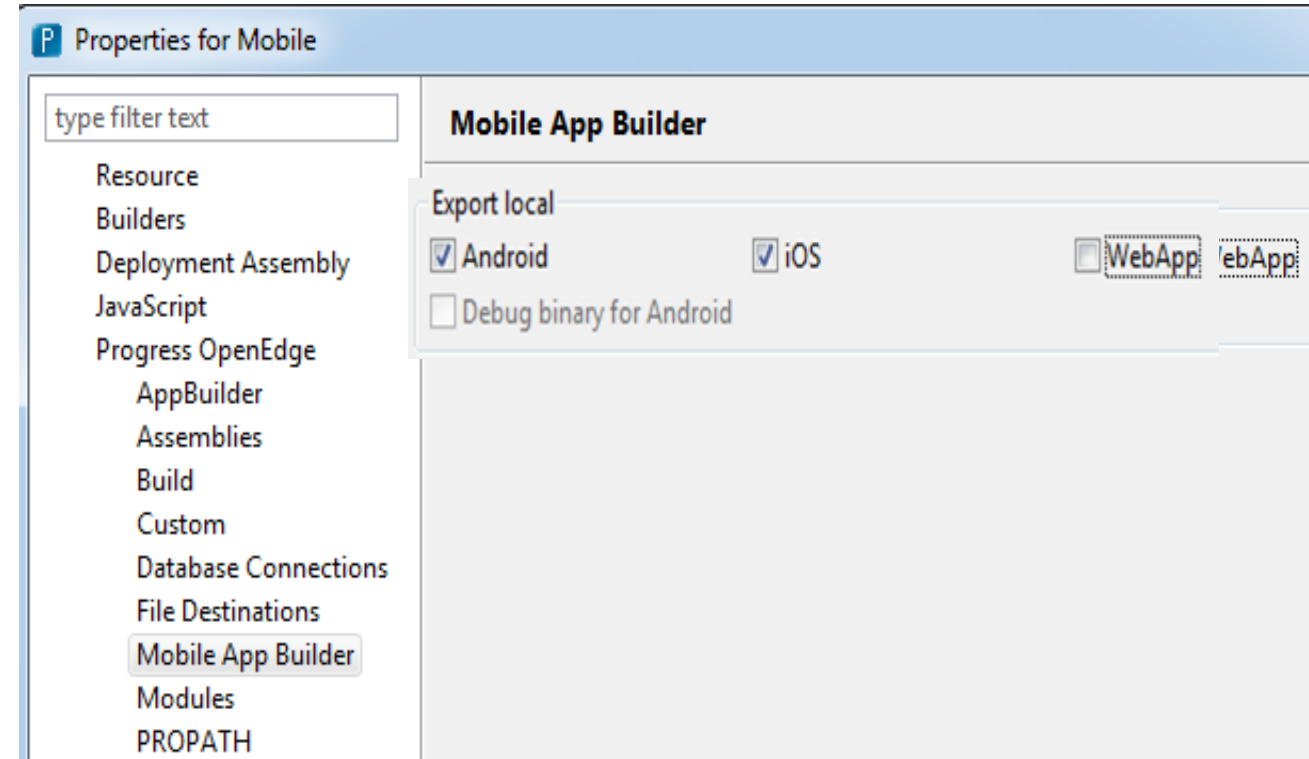 Properties for Mobile
type filter text
Resource
Builders
Deployment Assembly
JavaScript
Progress OpenEdge
AppBuilder
Assemblies
Build
Custom
Database Connections
File Destinations
Mobile App Builder
Modules
PROPATH
Mobile App Builder
Export local
Android iOS WebApp ebApp
Debug binary for Android